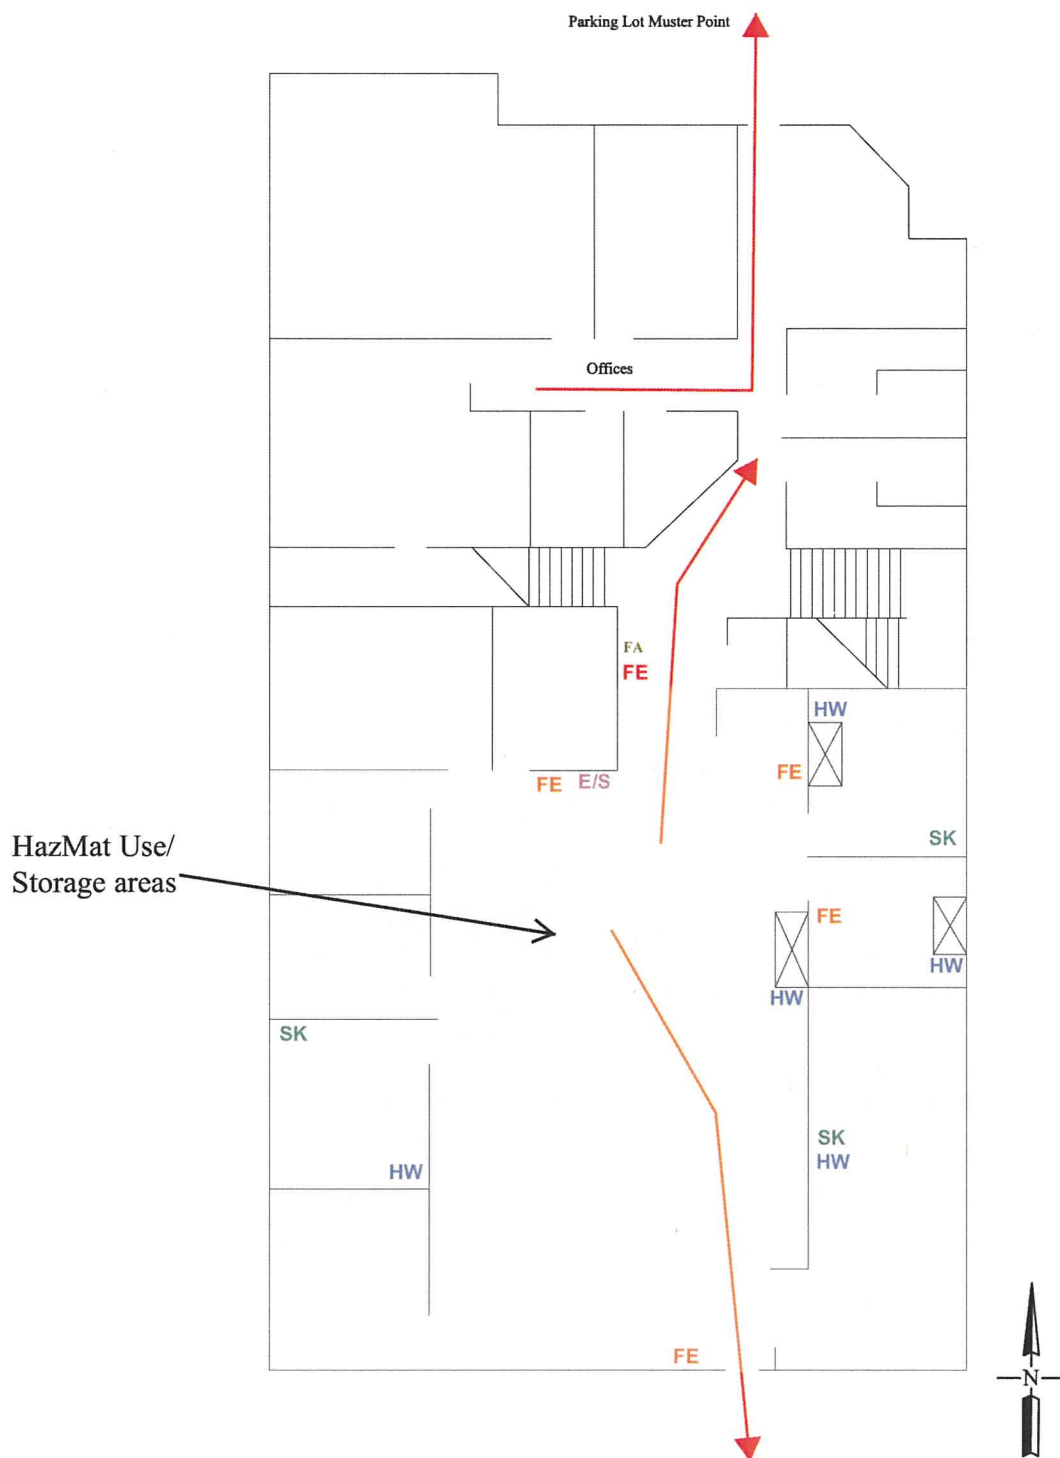 Parking Lot Muster Point
Offices
FA
FE
HW
FE
FE
E/S
SK
HazMat Use/
Storage areas
FE
HW
HW
SK
SK
HW
HW
FE
N